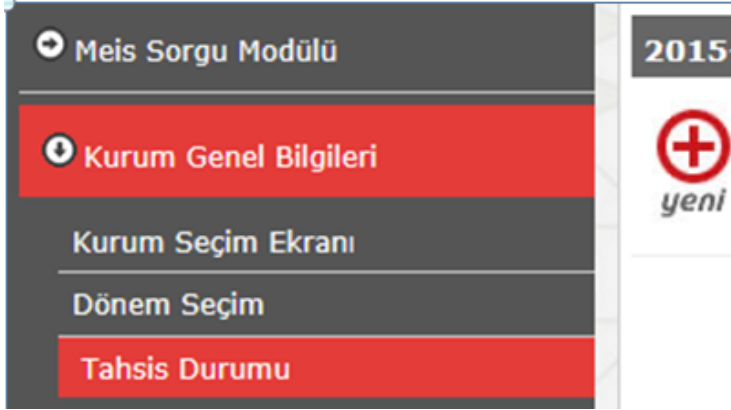 Meis Sorgu Modülü
2015-
Kurum Genel Bilgileri
yeni
Kurum Seçim Ekranı
Dönem Seçim
Tahsis Durumu